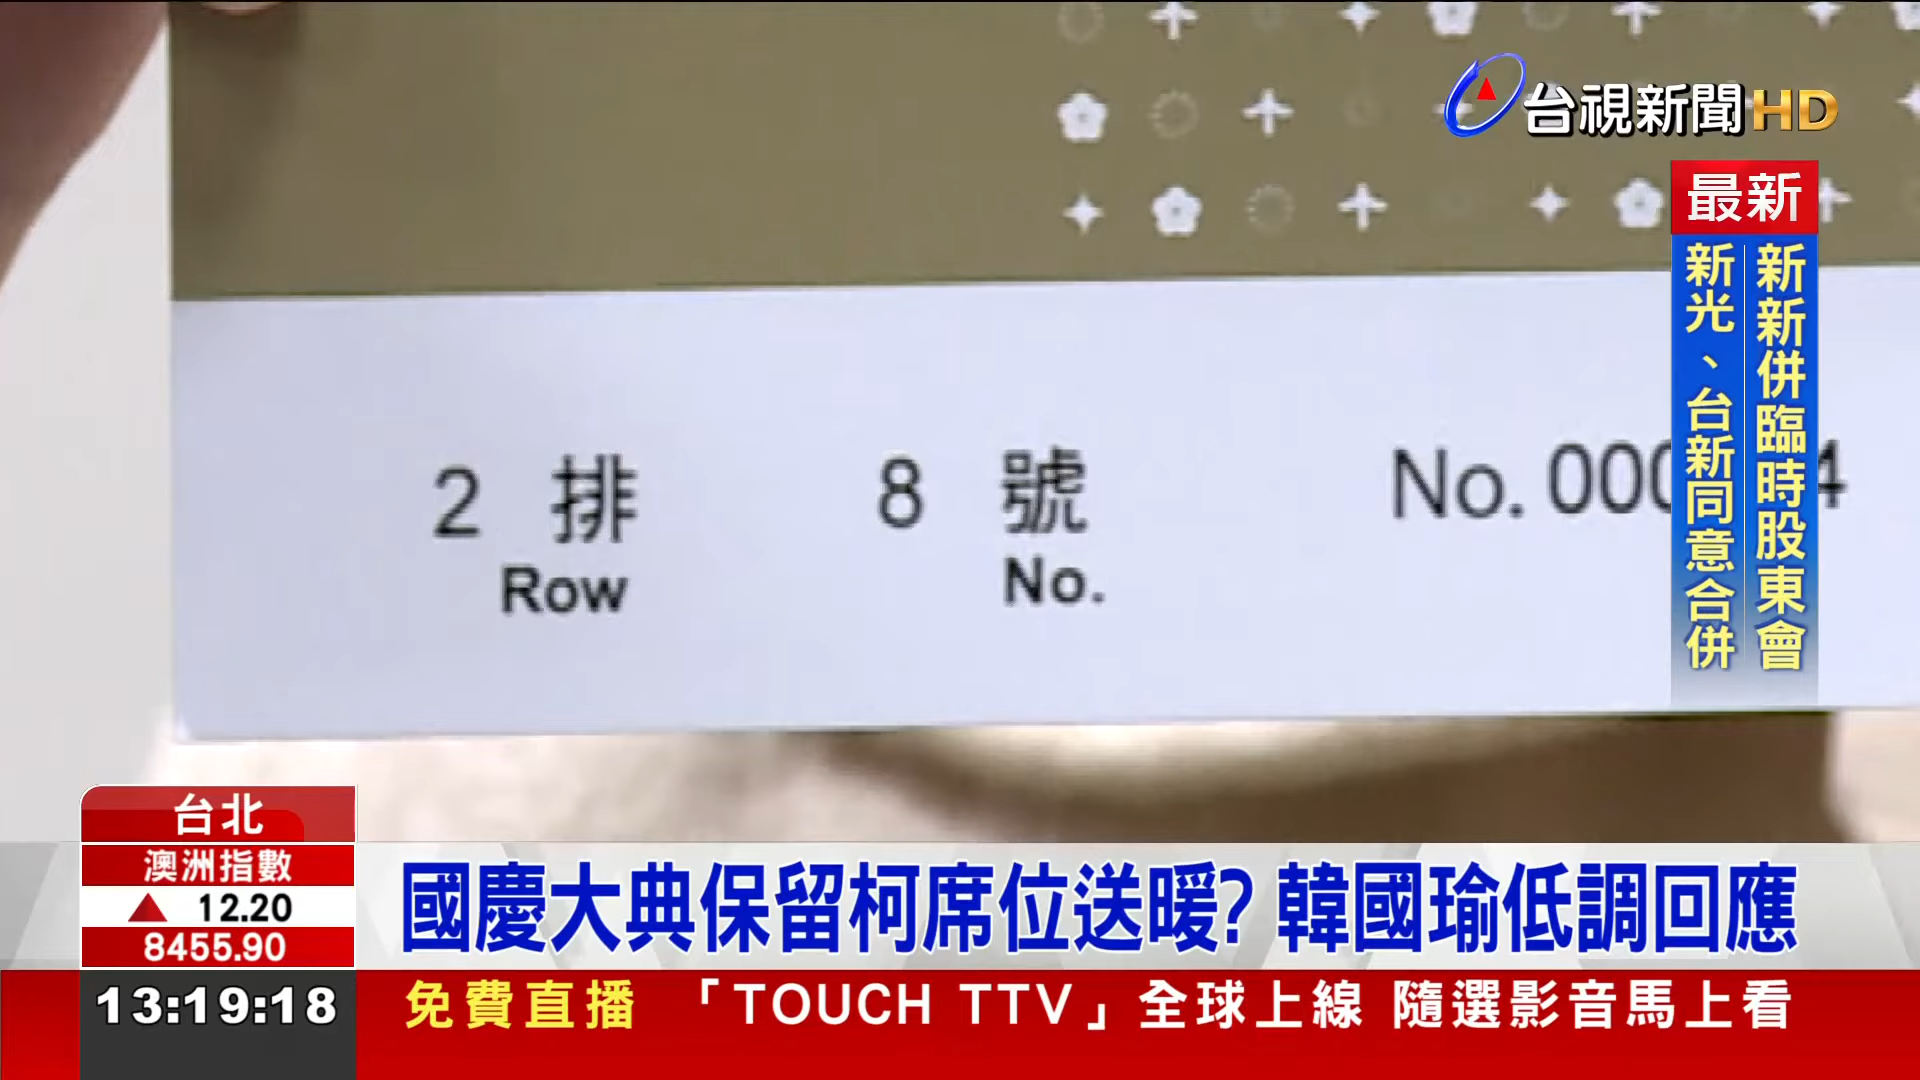 台視新聞HD
最新
新新併臨時股東會
新光、台新同意合併
2 排
Row
8 號
No.
No. 000
台北
澳洲指數
▲ 12.20
8455.90
13:19:18
國慶大典保留柯席位送暖? 韓國瑜低調回應
免費直播 「TOUCH TTV」全球上線 隨選影音馬上看